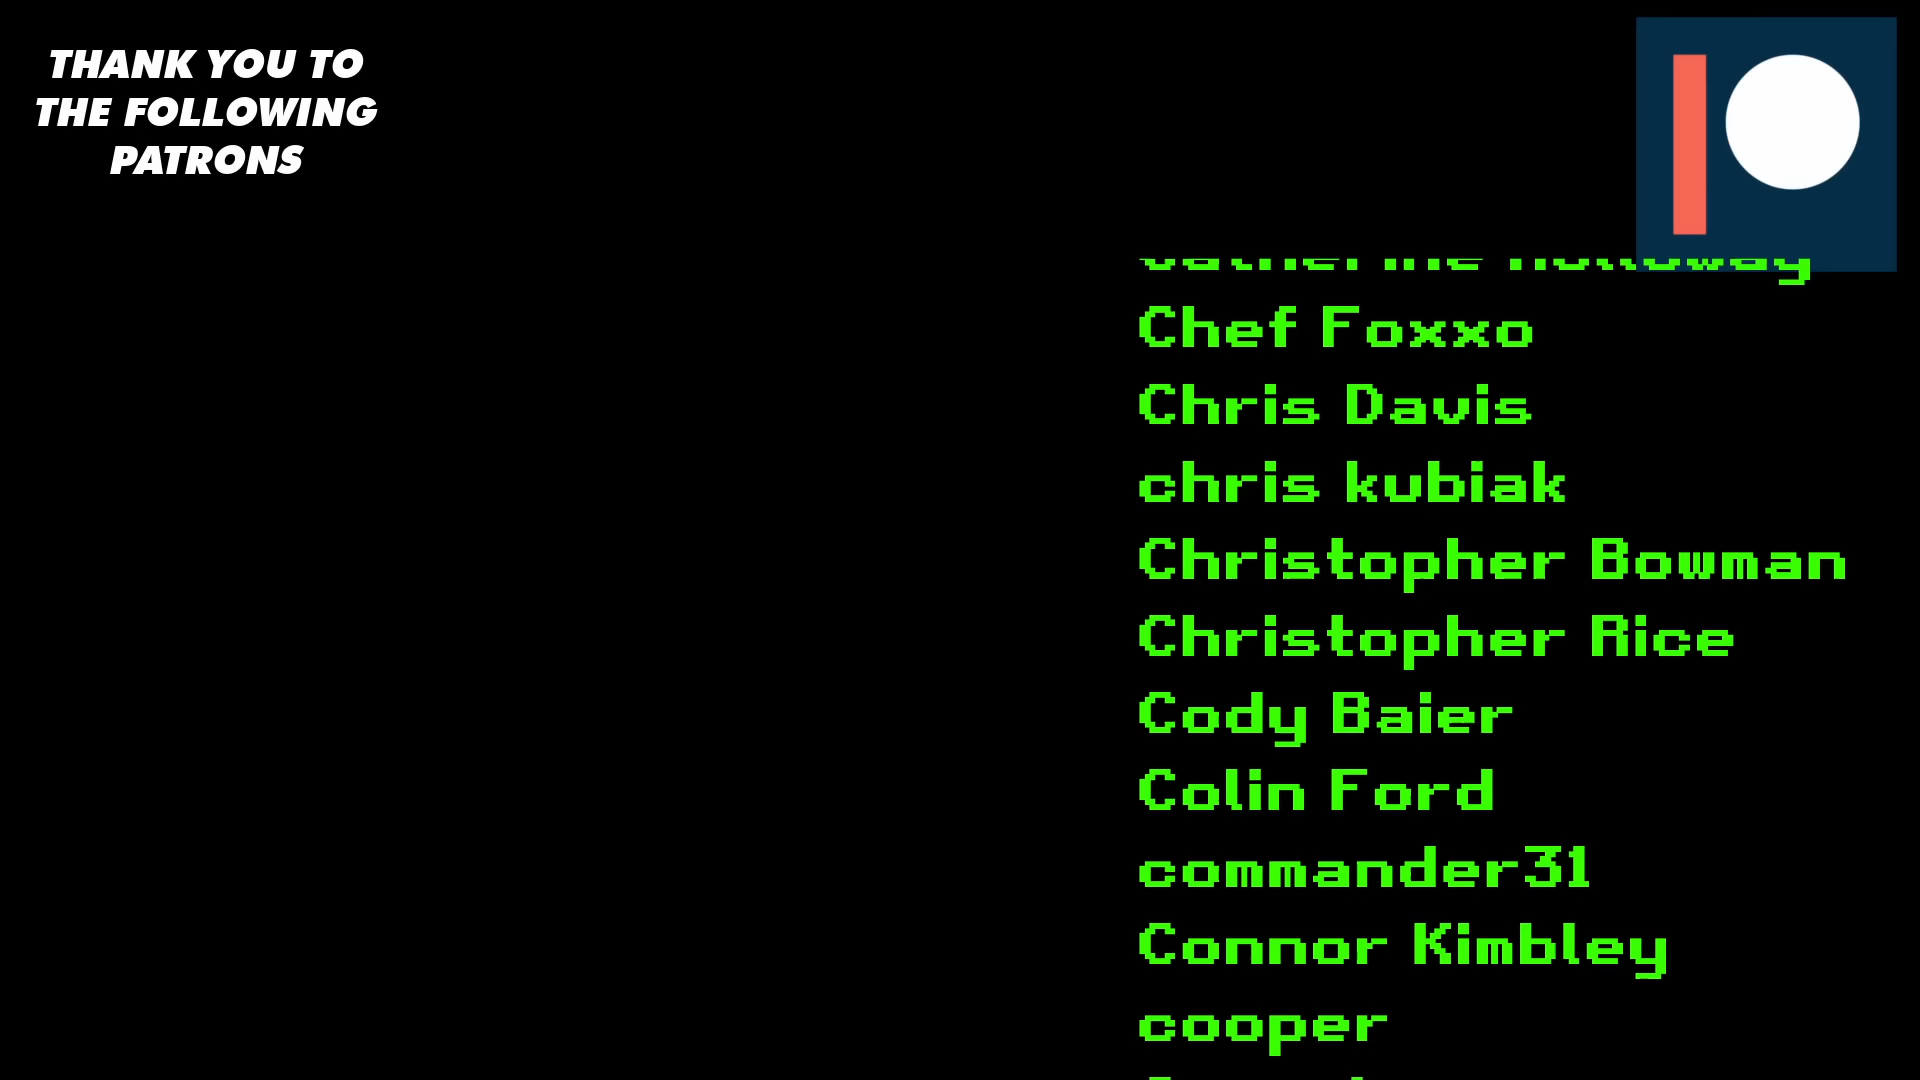 THANK YOU TO
THE FOLLOWING
PATRONS
Chef Foxxo
Chris Davis
chris kubiak
Christopher Bowman
Christopher Rice
Cody Baier
Colin Ford
commander31
Connor Kimbley
cooper